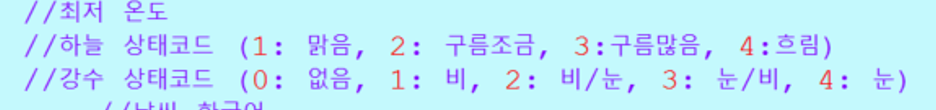 //최저 온도
//하늘 상태코드 (1: 맑음, 2: 구름조금, 3:구름많음, 4:흐림)
//강수 상태코드 (0: 없음, 1: 비, 2: 비/눈, 3: 눈/비, 4: 눈)